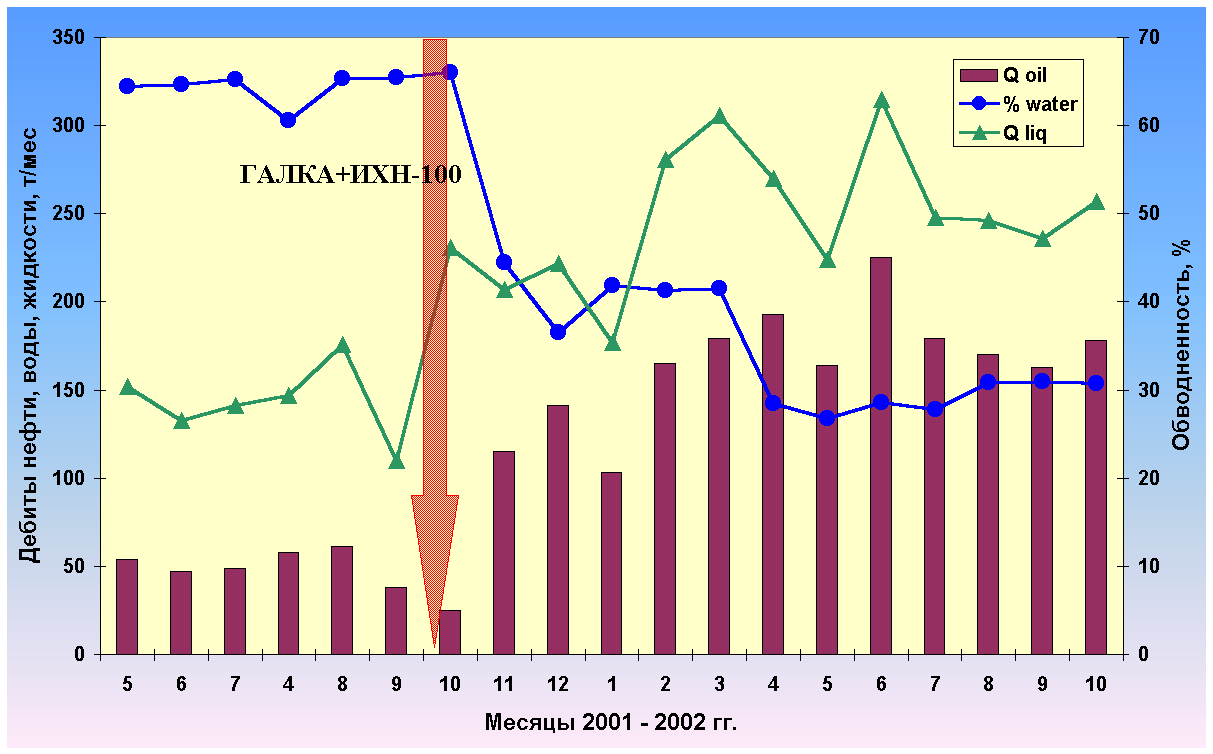 350
300
250
200
150
100
50
0
Дебиты нефти, воды, жидкости, т/мес
ГАЛКА+ИХН-100
Q oil
% water
Q liq
70
60
50
40
30
20
10
0
Обводненность, %
5 6 7 4 8 9 10 11 12 1 2 3 4 5 6 7 8 9 10
Месяцы 2001 - 2002 гг.